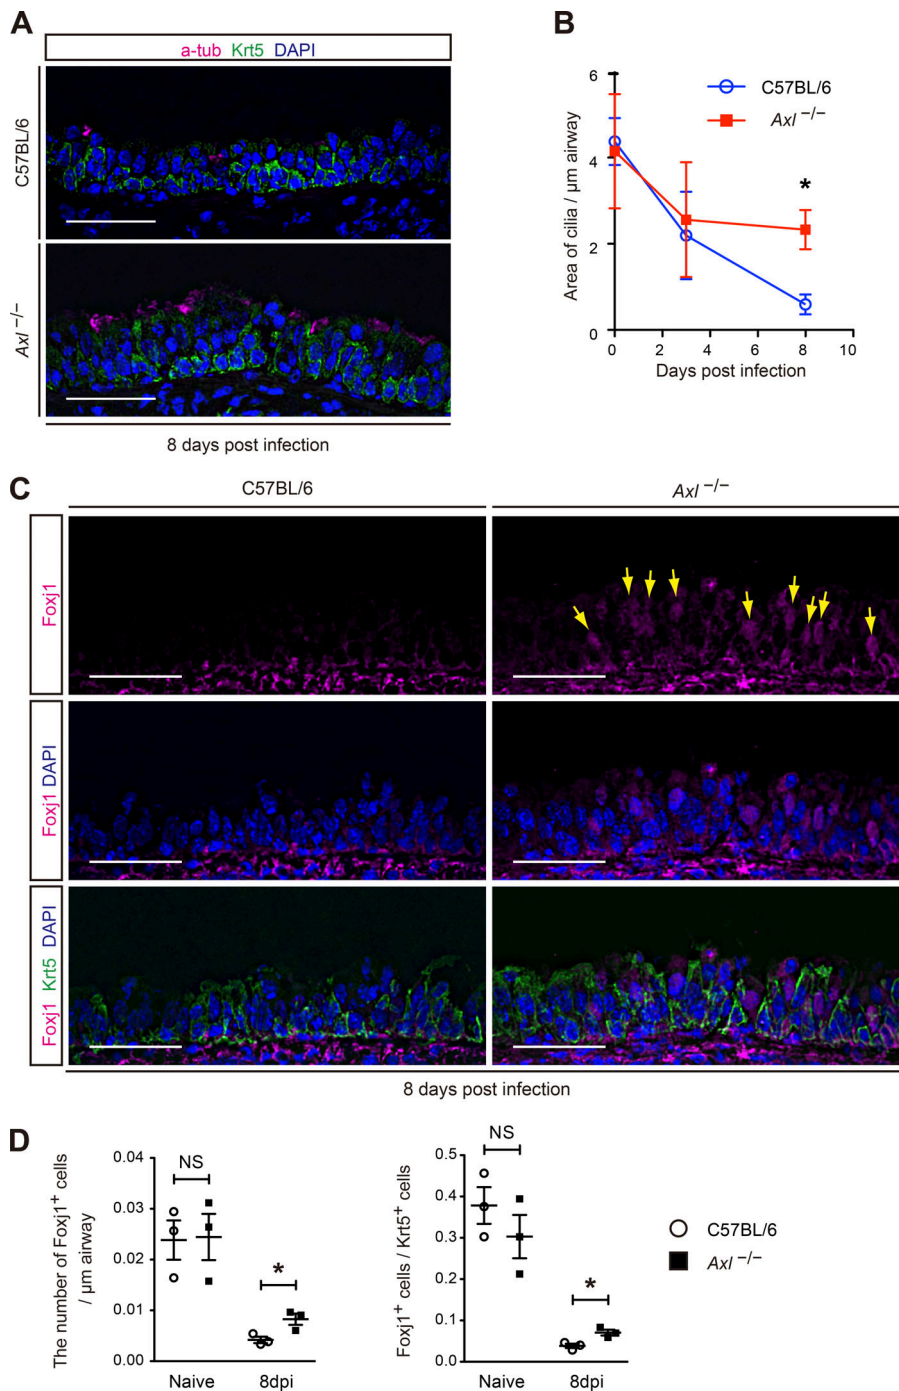 A
a-tub Krt5 DAPI
C57BL/6
Axl −/−
8 days post infection
B
Area of cilia / µm airway
6
4
2
0
0 2 4 6 8 10
Days post infection
C57BL/6
Axl −/−
*
C
C57BL/6
Axl −/−
Foxj1
Foxj1 DAPI
Foxj1 Krt5 DAPI
8 days post infection
D
The number of Foxj1+ cells
/ µm airway
0.04
0.03
0.02
0.01
0.00
NS
*
Naive 8dpi
Foxj1+ cells / Krt5+ cells
0.5
0.4
0.3
0.2
0.1
0.0
NS
*
Naive 8dpi
C57BL/6
Axl −/−